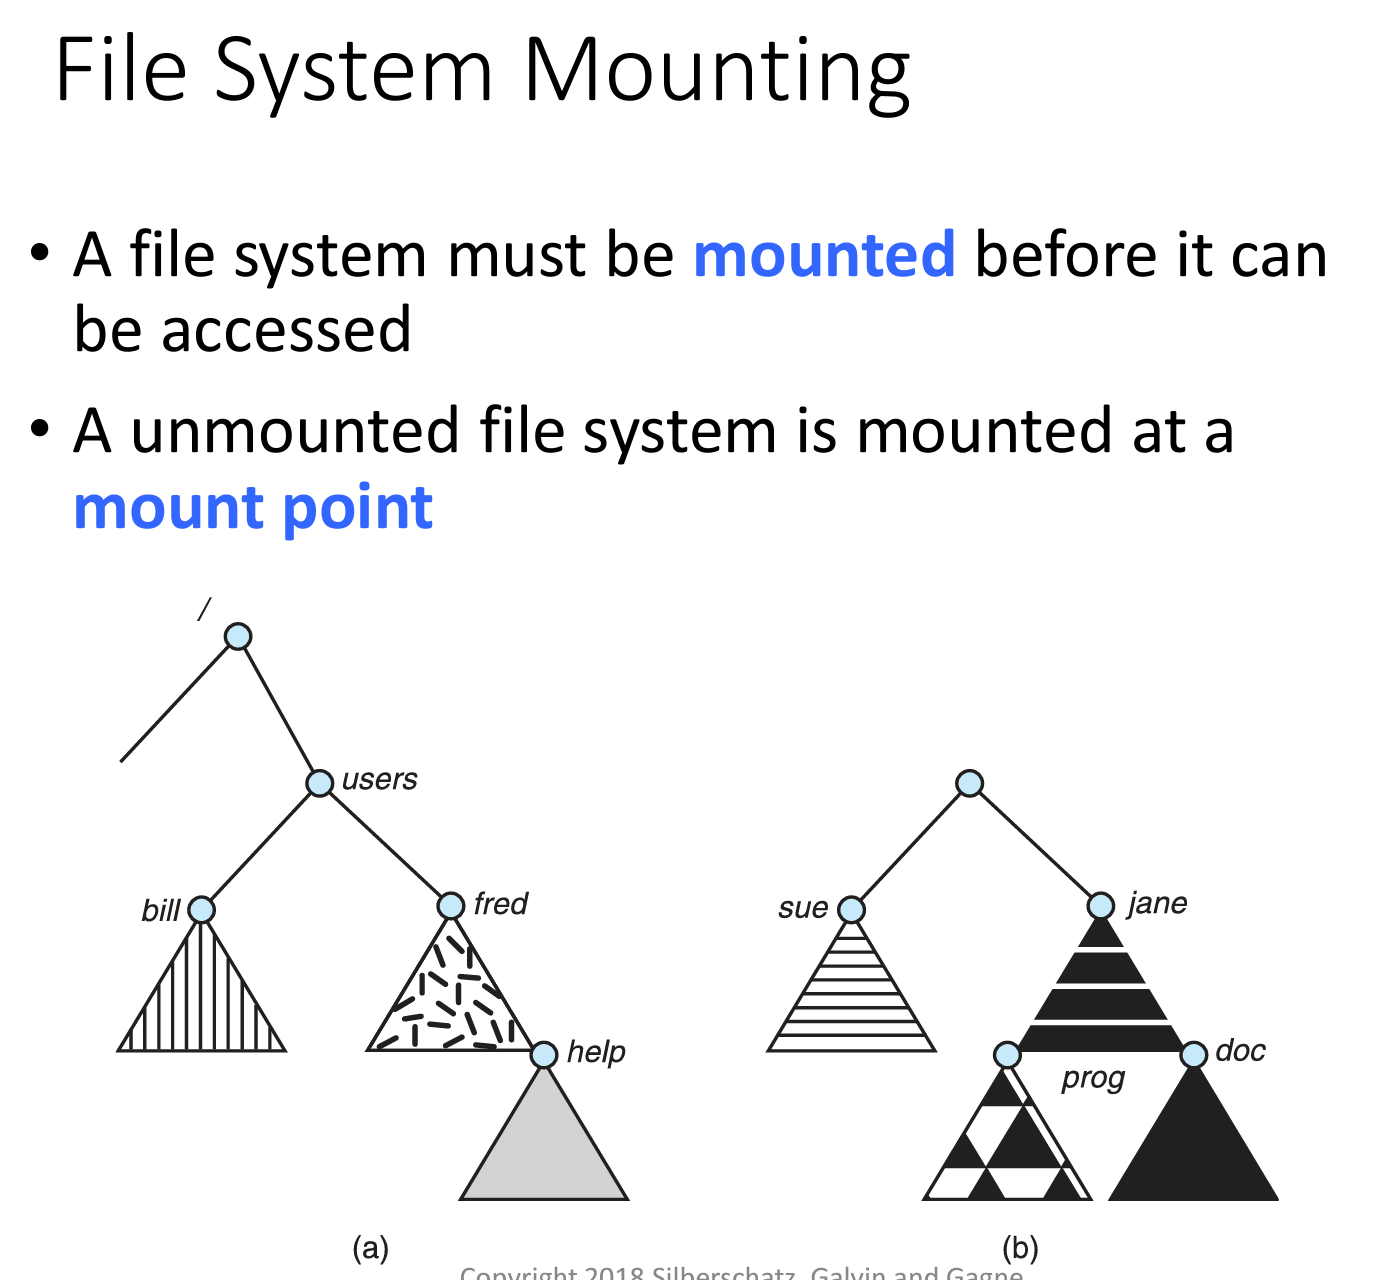 File System Mounting
• A file system must be mounted before it can
be accessed
• A unmounted file system is mounted at a
mount point
/
users
bill
fred
sue
jane
help
prog
doc
(a)
(b)
Copyright 2018 Silberschatz, Galvin and Gagne